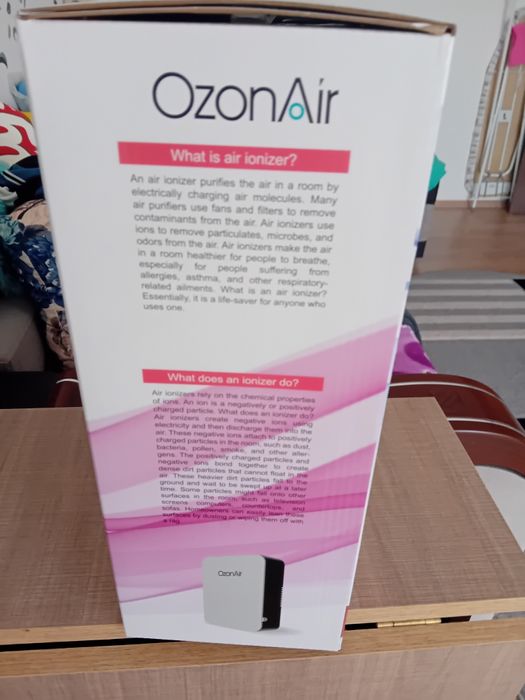 OzonAir
What is air ionizer?
An air ionizer purifies the air in a room by
electrically charging air molecules. Many
air purifiers use fans and filters to remove
contaminants from the air. Air ionizers use
ions to remove particulates, microbes, and
odors from the air. Air ionizers make the air
in a room healthier for people to breathe,
especially for people suffering from
allergies, asthma, and other respiratory-
related ailments. What is an air ionizer?
Essentially, it is a life-saver for anyone who
uses one.
What does an ionizer do?
Air ionizers rely on the chemical properties
of ions. An ion is a negatively or positively
charged particle. What does an ionizer do?
Air ionizers create negative ions using
electricity and then discharge them into the
air. These negative ions attach to positively
charged particles in the room, such as dust,
bacteria, pollen, smoke, and other aller-
gens. The positively charged particles and
negative ions bond together to create
dense dirt particles that cannot float in the
air. These heavier dirt particles fall to the
ground and wait to be swept up at a later
time. Some particles might fall onto other
surfaces in the room, such as television
screens, computers, countertops, and
sofas. Homeowners can easily clean these
surfaces by dusting or wiping them off with
a rag.
OzonAir